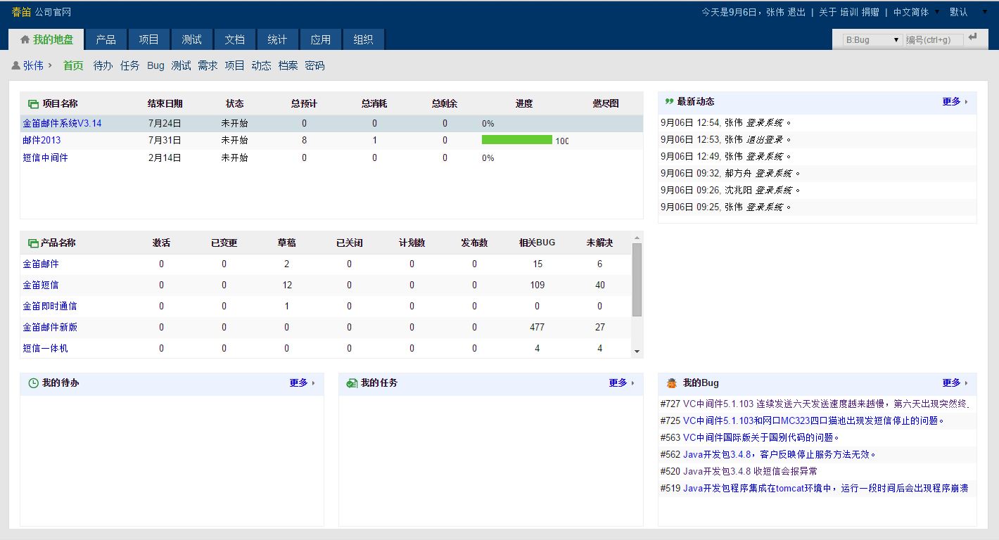 春笛 公司官网 今天是9月6日，张伟 退出 | 关于 培训 捐赠 | 中文简体 默认
我的地盘 产品 项目 测试 文档 统计 应用 组织 B:Bug 编号(ctrl+g)
张伟 首页 待办 任务 Bug 测试 需求 项目 动态 档案 密码
项目名称 结束日期 状态 总预计 总消耗 总剩余 进度 燃尽图
金笛邮件系统V3.14 7月24日 未开始 0 0 0 0%
邮件2013 7月31日 未开始 8 1 0 100
短信中间件 2月14日 未开始 0 0 0 0%
最新动态 更多
9月06日 12:54, 张伟 登录系统。
9月06日 12:53, 张伟 退出登录。
9月06日 12:49, 张伟 登录系统。
9月06日 09:32, 郝方舟 登录系统。
9月06日 09:26, 沈兆阳 登录系统。
9月06日 09:25, 张伟 登录系统。
产品名称 激活 已变更 草稿 已关闭 计划数 发布数 相关BUG 未解决
金笛邮件 0 0 2 0 0 0 15 6
金笛短信 0 0 12 0 0 0 109 40
金笛即时通信 0 0 1 0 0 0 0 0
金笛邮件新版 0 0 0 0 0 0 477 27
短信一体机 0 0 0 0 0 0 4 4
我的待办 更多
我的任务 更多
我的Bug 更多
#727 VC中间件5.1.103 连续发送六天发送速度越来越慢，第六天出现突然终
#725 VC中间件5.1.103和网口MC323四口猫池出现发短信停止的问题。
#563 VC中间件国际版关于国别代码的问题。
#562 Java开发包3.4.8，客户反映停止服务方法无效。
#520 Java开发包3.4.8 收短信会报异常
#519 Java开发包程序集成在tomcat环境中，运行一段时间后会出现程序崩溃